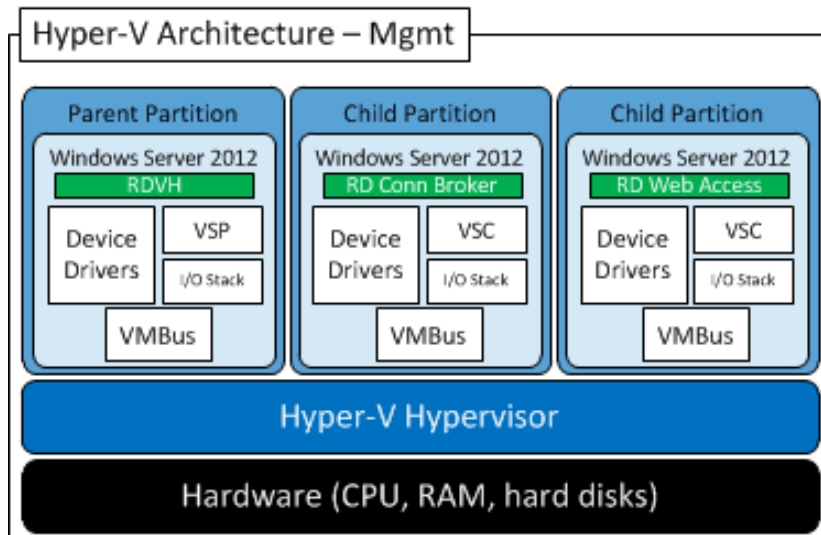 Hyper-V Architecture – Mgmt
Parent Partition
Windows Server 2012
RDVH
Device
Drivers
VSP
I/O Stack
VMBus
Child Partition
Windows Server 2012
RD Conn Broker
Device
Drivers
VSC
I/O Stack
VMBus
Child Partition
Windows Server 2012
RD Web Access
Device
Drivers
VSC
I/O Stack
VMBus
Hyper-V Hypervisor
Hardware (CPU, RAM, hard disks)